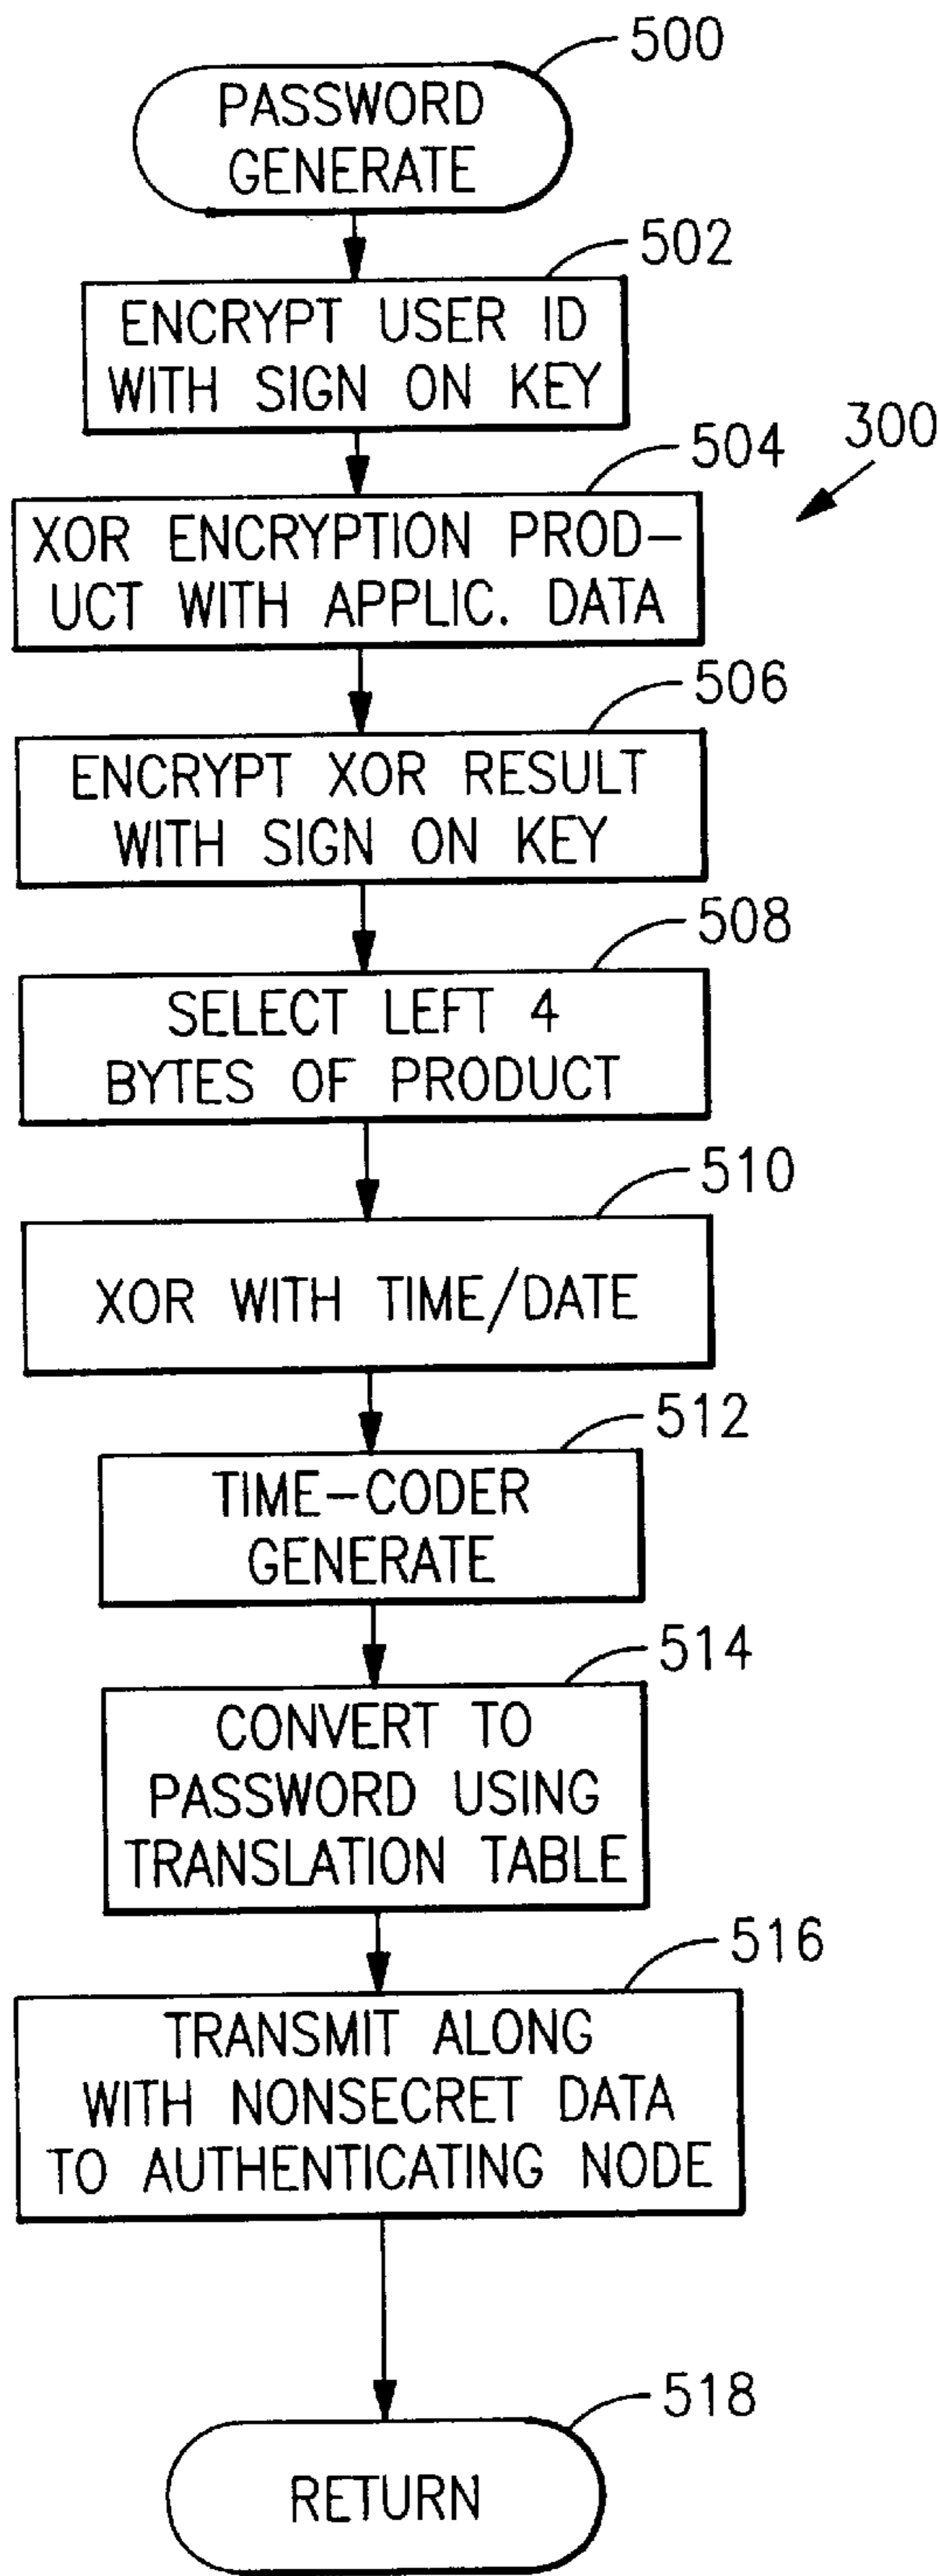 500
PASSWORD
GENERATE
502
ENCRYPT USER ID
WITH SIGN ON KEY
504
300
XOR ENCRYPTION PROD-
UCT WITH APPLIC. DATA
506
ENCRYPT XOR RESULT
WITH SIGN ON KEY
508
SELECT LEFT 4
BYTES OF PRODUCT
510
XOR WITH TIME/DATE
512
TIME-CODER
GENERATE
514
CONVERT TO
PASSWORD USING
TRANSLATION TABLE
516
TRANSMIT ALONG
WITH NONSECRET DATA
TO AUTHENTICATING NODE
518
RETURN